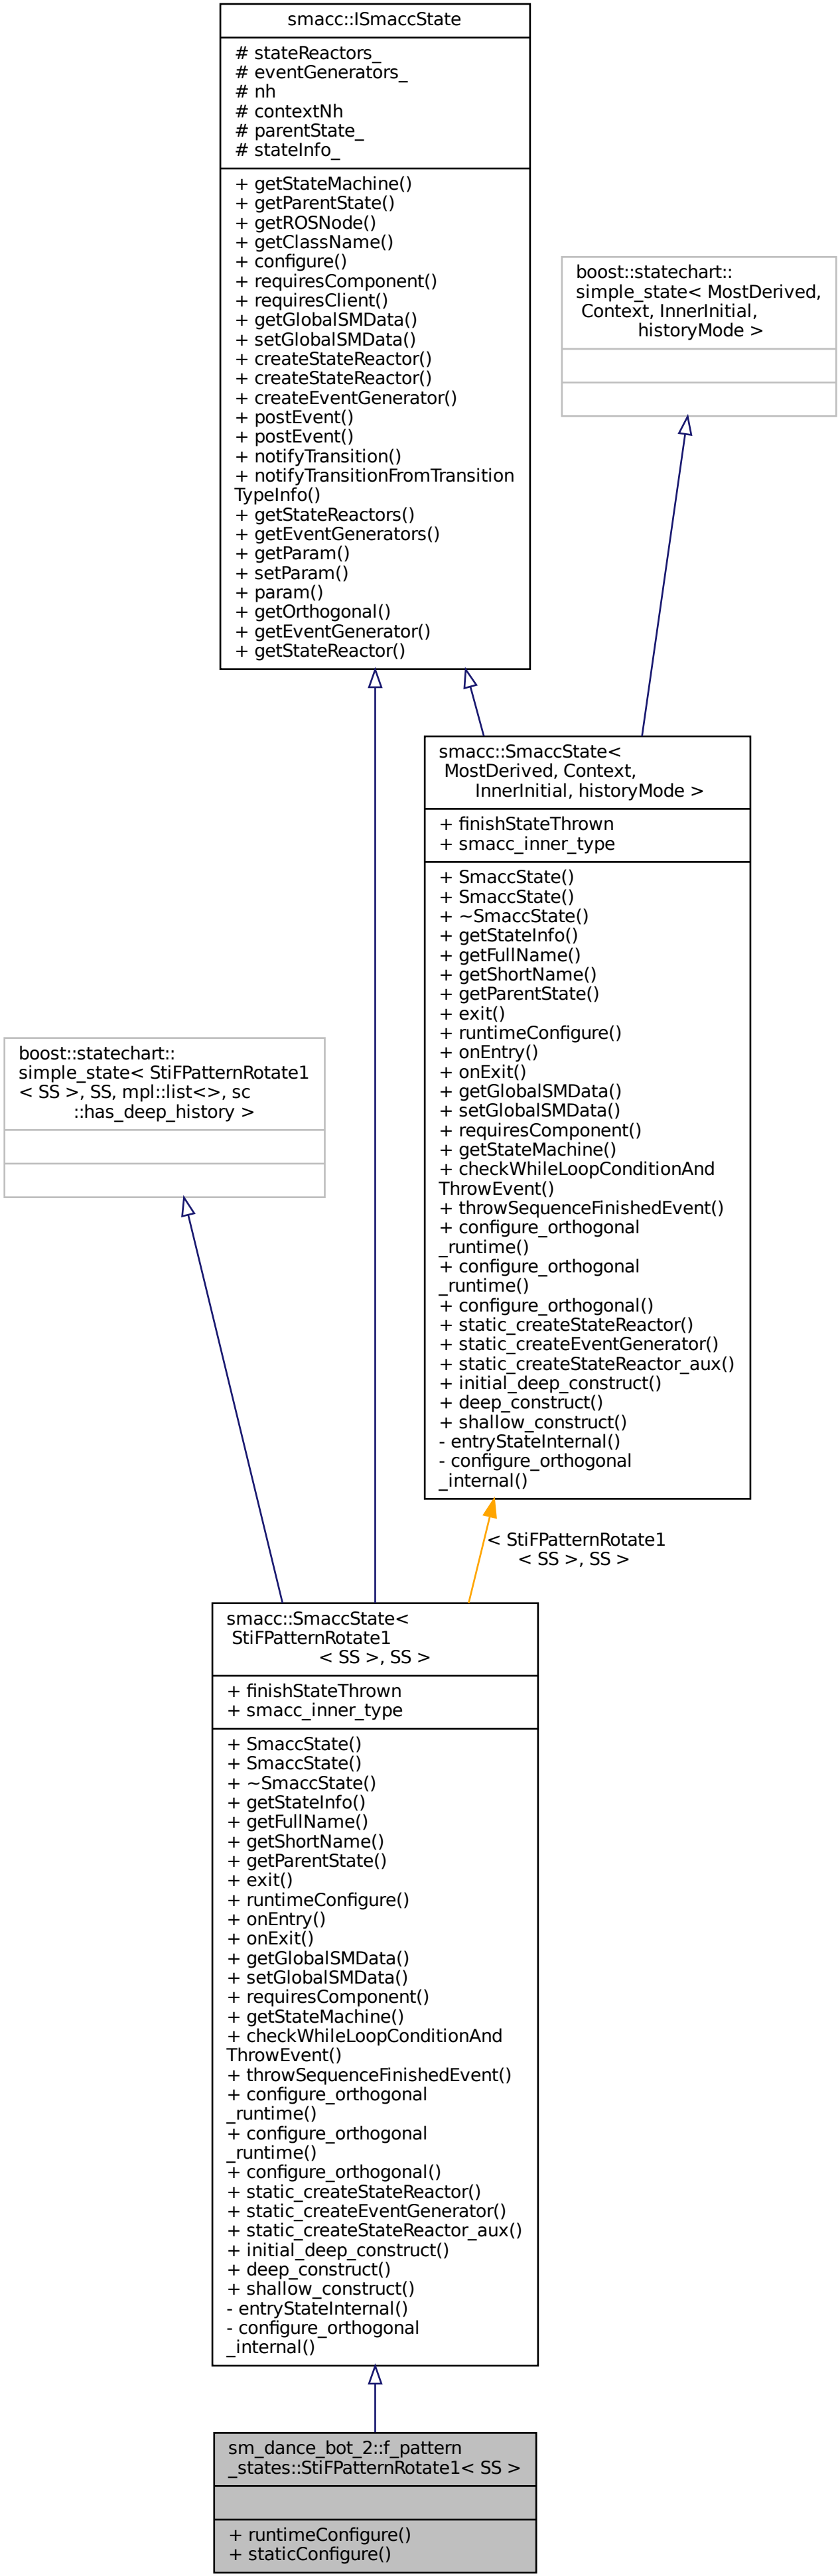 smacc::ISmaccState
# stateReactors_
# eventGenerators_
# nh
# contextNh
# parentState_
# stateInfo_
+ getStateMachine()
+ getParentState()
+ getROSNode()
+ getClassName()
+ configure()
+ requiresComponent()
+ requiresClient()
+ getGlobalSMData()
+ setGlobalSMData()
+ createStateReactor()
+ createStateReactor()
+ createEventGenerator()
+ postEvent()
+ postEvent()
+ notifyTransition()
+ notifyTransitionFromTransition
TypeInfo()
+ getStateReactors()
+ getEventGenerators()
+ getParam()
+ setParam()
+ param()
+ getOrthogonal()
+ getEventGenerator()
+ getStateReactor()
boost::statechart::
simple_state< MostDerived,
Context, InnerInitial,
historyMode >
smacc::SmaccState<
MostDerived, Context,
InnerInitial, historyMode >
+ finishStateThrown
+ smacc_inner_type
+ SmaccState()
+ SmaccState()
+ ~SmaccState()
+ getStateInfo()
+ getFullName()
+ getShortName()
+ getParentState()
+ exit()
+ runtimeConfigure()
+ onEntry()
+ onExit()
+ getGlobalSMData()
+ setGlobalSMData()
+ requiresComponent()
+ getStateMachine()
+ checkWhileLoopConditionAnd
ThrowEvent()
+ throwSequenceFinishedEvent()
+ configure_orthogonal
_runtime()
+ configure_orthogonal
_runtime()
+ configure_orthogonal()
+ static_createStateReactor()
+ static_createEventGenerator()
+ static_createStateReactor_aux()
+ initial_deep_construct()
+ deep_construct()
+ shallow_construct()
- entryStateInternal()
- configure_orthogonal
_internal()
boost::statechart::
simple_state< StiFPatternRotate1
< SS >, SS, mpl::list<>, sc
::has_deep_history >
< StiFPatternRotate1
< SS >, SS >
smacc::SmaccState<
StiFPatternRotate1
< SS >, SS >
+ finishStateThrown
+ smacc_inner_type
+ SmaccState()
+ SmaccState()
+ ~SmaccState()
+ getStateInfo()
+ getFullName()
+ getShortName()
+ getParentState()
+ exit()
+ runtimeConfigure()
+ onEntry()
+ onExit()
+ getGlobalSMData()
+ setGlobalSMData()
+ requiresComponent()
+ getStateMachine()
+ checkWhileLoopConditionAnd
ThrowEvent()
+ throwSequenceFinishedEvent()
+ configure_orthogonal
_runtime()
+ configure_orthogonal
_runtime()
+ configure_orthogonal()
+ static_createStateReactor()
+ static_createEventGenerator()
+ static_createStateReactor_aux()
+ initial_deep_construct()
+ deep_construct()
+ shallow_construct()
- entryStateInternal()
- configure_orthogonal
_internal()
sm_dance_bot_2::f_pattern
_states::StiFPatternRotate1< SS >
+ runtimeConfigure()
+ staticConfigure()